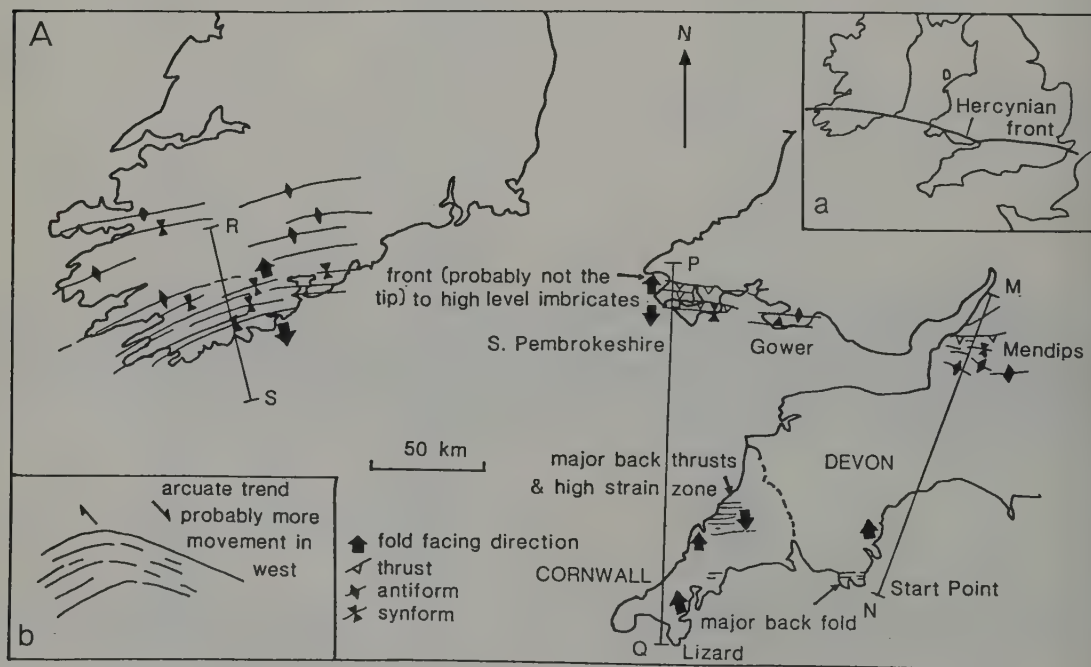 A
N
D
Hercynian
front
a
R
S
front (probably not the
tip) to high level imbricates
P
S. Pembrokeshire
Gower
M
Mendips
50 km
major back thrusts
& high strain zone
DEVON
CORNWALL
Start Point
N
major back fold
Q
Lizard
arcuate trend
probably more
movement in
west
b
fold facing direction
thrust
antiform
synform